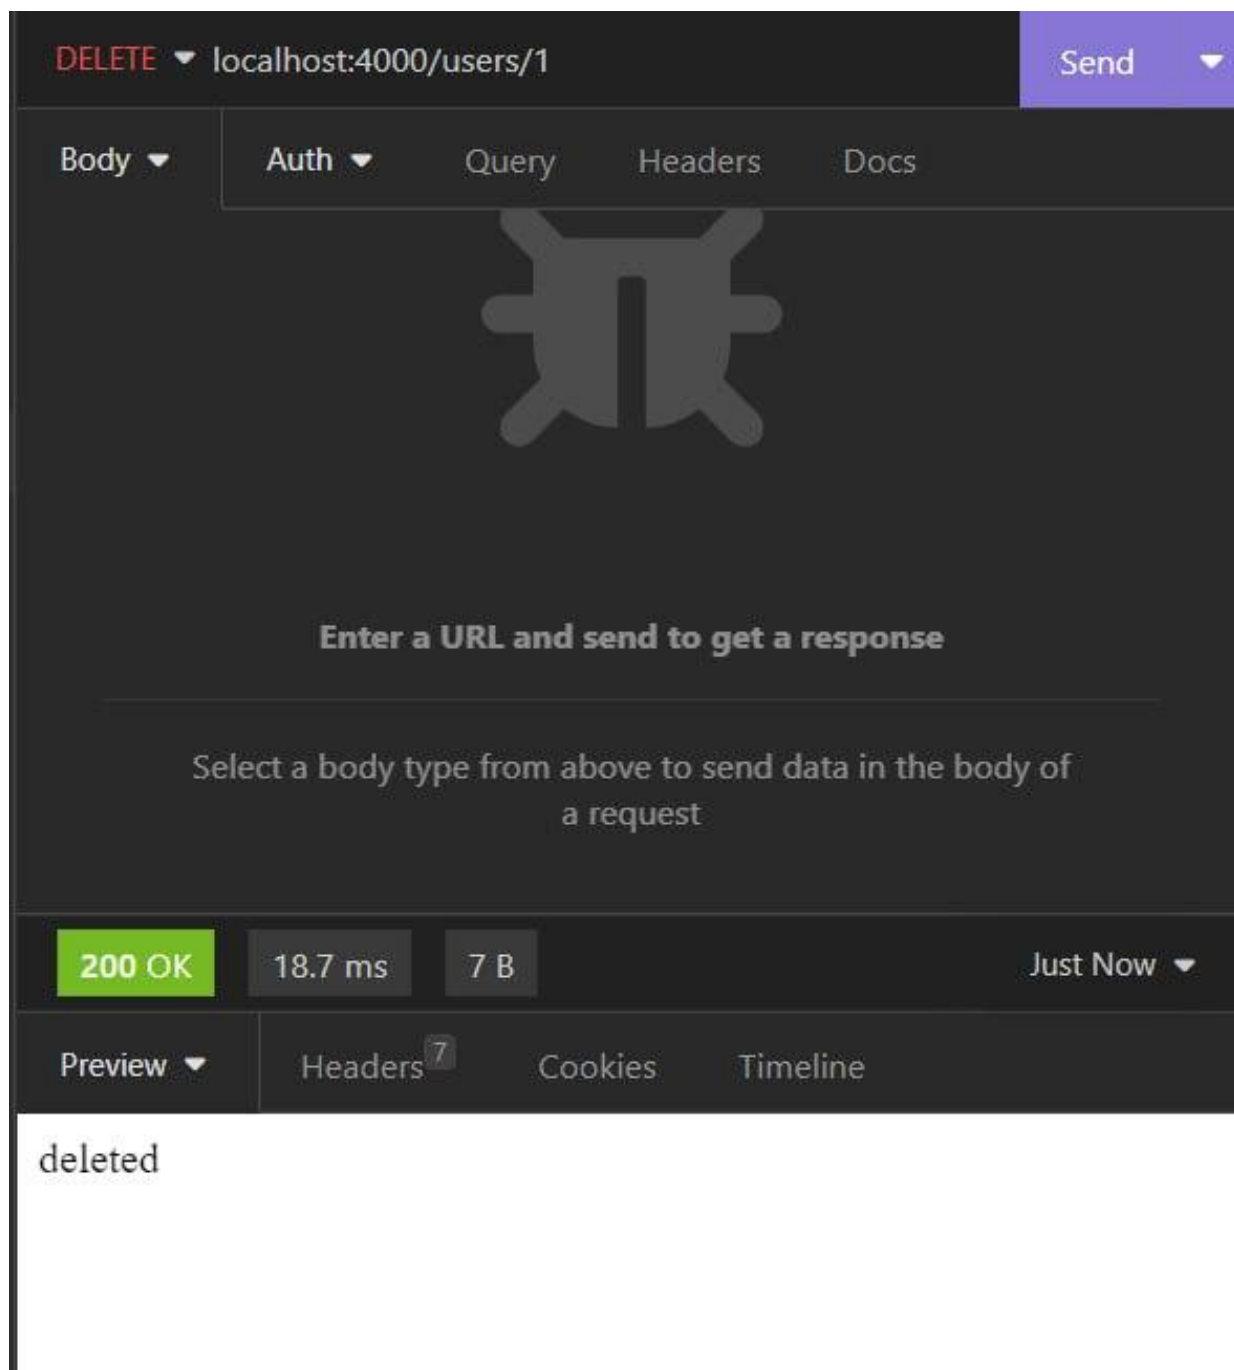 DELETE localhost:4000/users/1 Send
Body Auth Query Headers Docs
Enter a URL and send to get a response
Select a body type from above to send data in the body of
a request
200 OK 18.7 ms 7 B Just Now
Preview Headers 7 Cookies Timeline
deleted